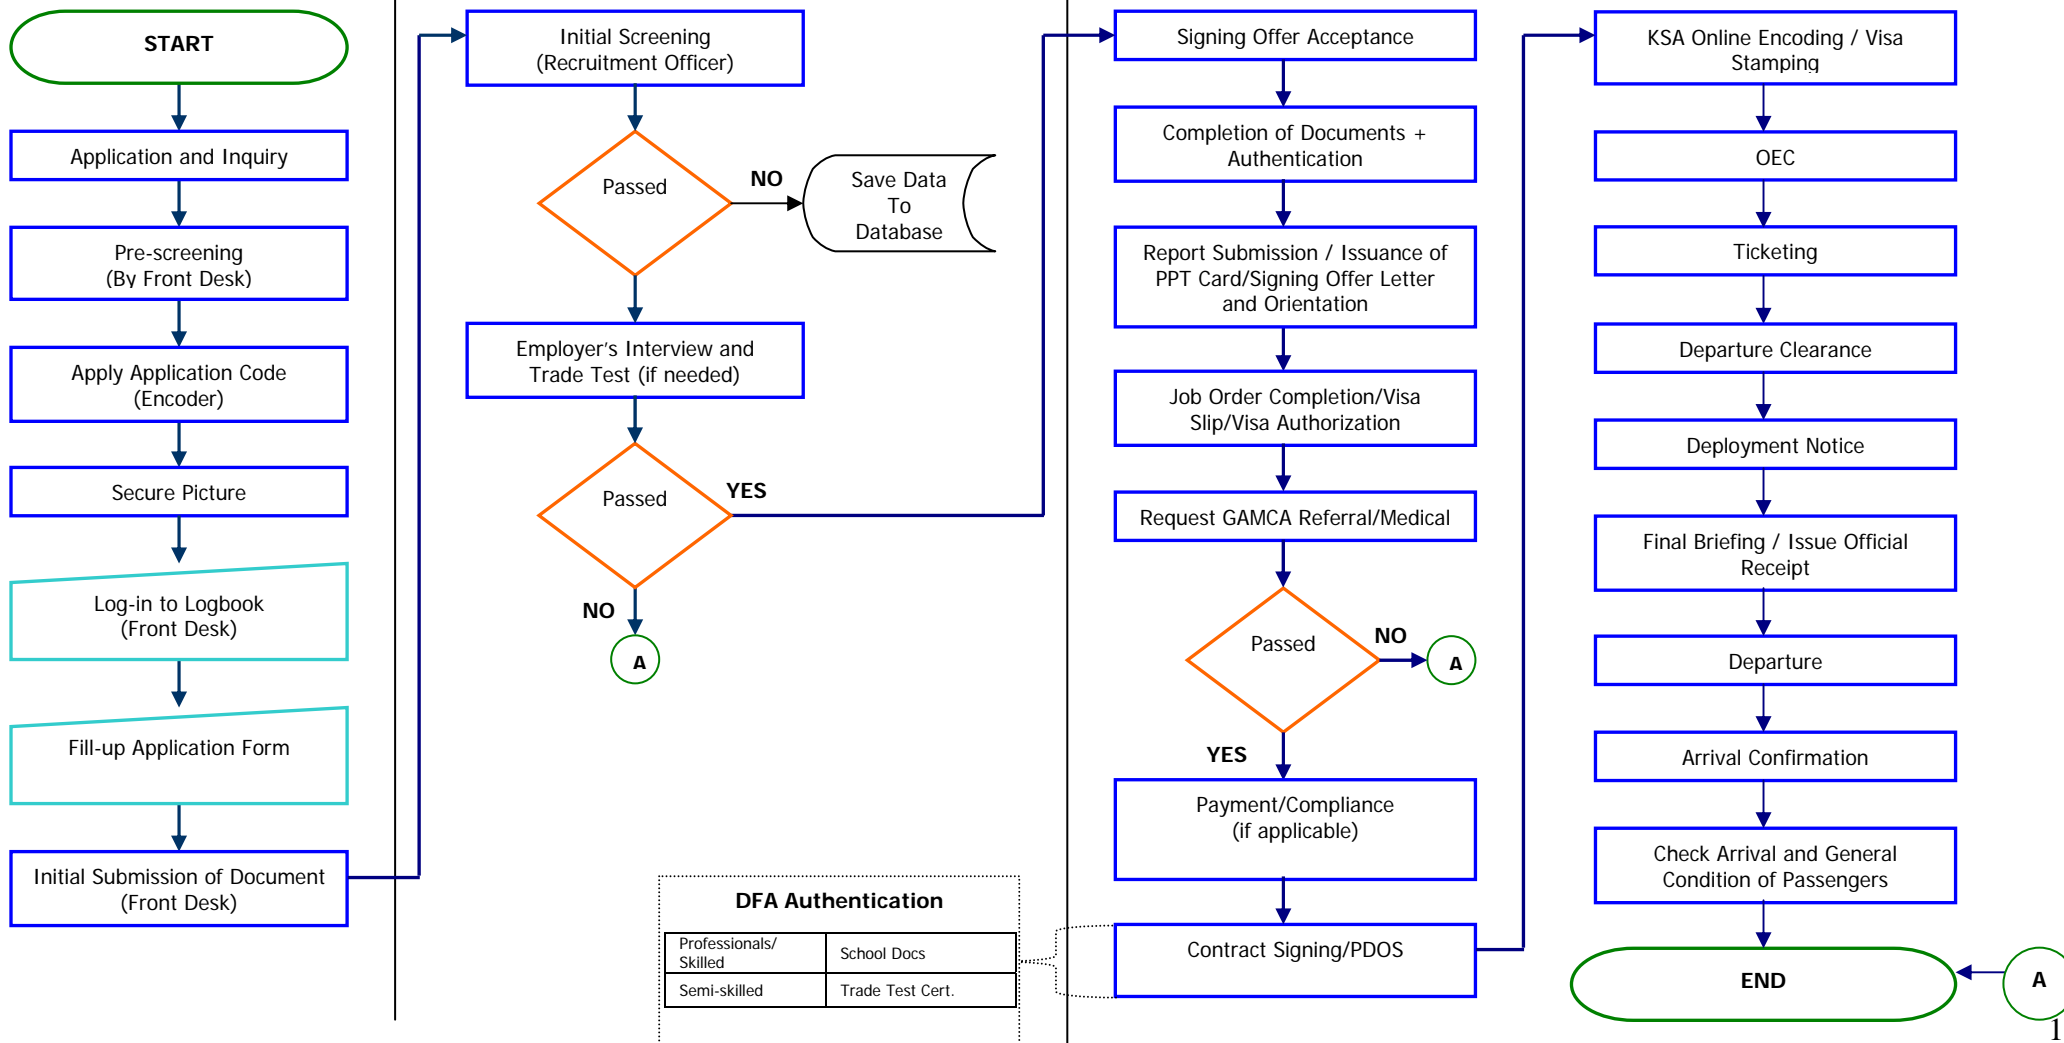 START
Application and Inquiry
Pre-screening
(By Front Desk)
Apply Application Code
(Encoder)
Secure Picture
Log-in to Logbook
(Front Desk)
Fill-up Application Form
Initial Submission of Document
(Front Desk)
Initial Screening
(Recruitment Officer)
Passed
NO
Save Data
To
Database
Employer's Interview and
Trade Test (if needed)
Passed
YES
NO
A
DFA Authentication
Professionals/
Skilled
School Docs
Semi-skilled
Trade Test Cert.
Signing Offer Acceptance
Completion of Documents +
Authentication
Report Submission / Issuance of
PPT Card/Signing Offer Letter
and Orientation
Job Order Completion/Visa
Slip/Visa Authorization
Request GAMCA Referral/Medical
Passed
NO
A
YES
Payment/Compliance
(if applicable)
Contract Signing/PDOS
KSA Online Encoding / Visa
Stamping
OEC
Ticketing
Departure Clearance
Deployment Notice
Final Briefing / Issue Official
Receipt
Departure
Arrival Confirmation
Check Arrival and General
Condition of Passengers
END
A
1